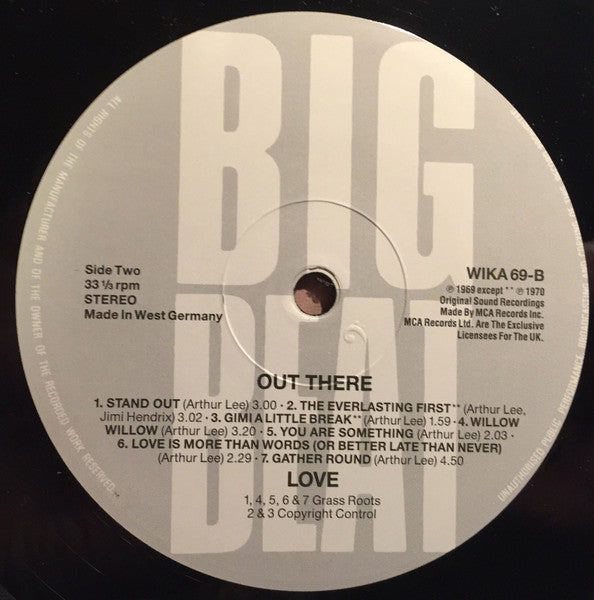 BIG
BEAT
Side Two
33 ⅓ rpm
STEREO
Made In West Germany
WIKA 69-B
℗ 1969 except ** ℗ 1970
Original Sound Recordings
Made By MCA Records Inc.
MCA Records Ltd. Are The Exclusive
Licensees For The UK.
OUT THERE
1. STAND OUT (Arthur Lee) 3.00 · 2. THE EVERLASTING FIRST** (Arthur Lee,
Jimi Hendrix) 3.02 · 3. GIMI A LITTLE BREAK** (Arthur Lee) 1.59 · 4. WILLOW
WILLOW (Arthur Lee) 3.20 · 5. YOU ARE SOMETHING (Arthur Lee) 2.03 ·
6. LOVE IS MORE THAN WORDS (OR BETTER LATE THAN NEVER)
(Arthur Lee) 2.29 · 7. GATHER ROUND (Arthur Lee) 4.50
LOVE
1, 4, 5, 6 & 7 Grass Roots
2 & 3 Copyright Control
ALL RIGHTS OF THE MANUFACTURER AND OF THE OWNER OF THE RECORDED WORK RESERVED.
UNAUTHORISED PUBLIC PERFORMANCE, BROADCASTING AND